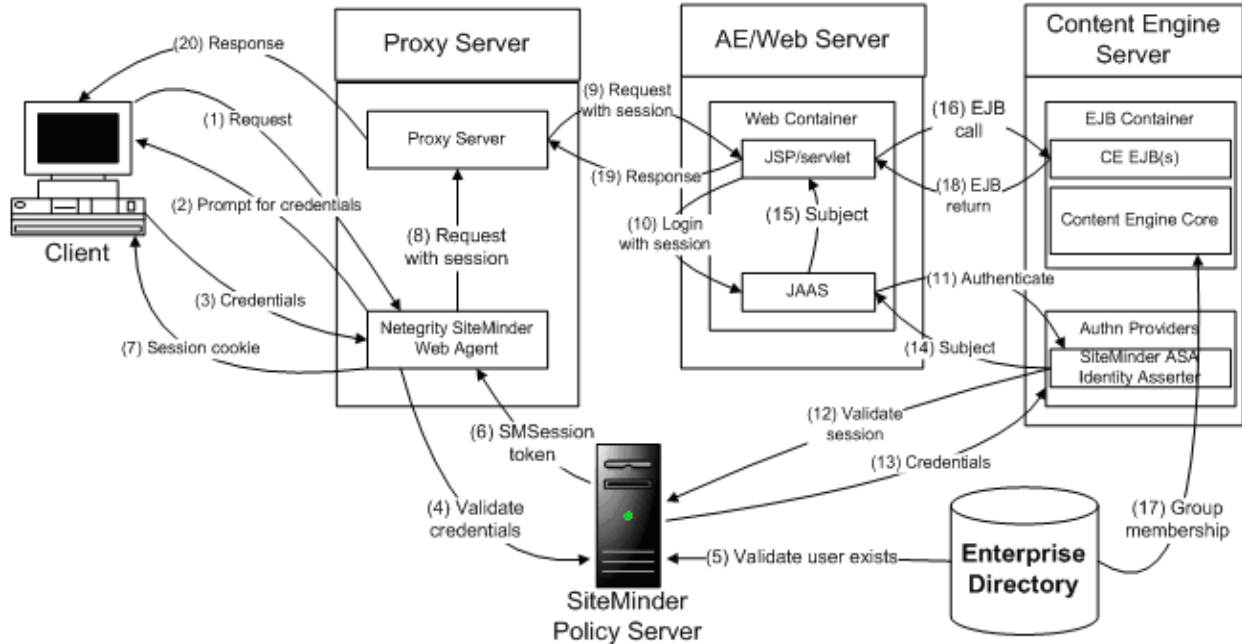 Proxy Server
AE/Web Server
Content Engine
Server
(20) Response
(1) Request
(2) Prompt for credentials
(3) Credentials
(7) Session cookie
Client
Proxy Server
(8) Request
with session
Netegrity SiteMinder
Web Agent
(9) Request
with session
(19) Response
(10) Login
with session
Web Container
JSP/servlet
(15) Subject
JAAS
(16) EJB
call
(18) EJB
return
(11) Authenticate
(14) Subject
EJB Container
CE EJB(s)
Content Engine Core
Authn Providers
SiteMinder ASA
Identity Asserter
(6) SMSession
token
(4) Validate
credentials
(12) Validate
session
(13) Credentials
(5) Validate user exists
(17) Group
membership
Enterprise
Directory
SiteMinder
Policy Server